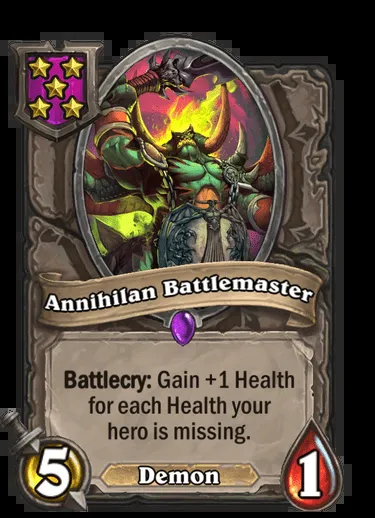 Annihilan Battlemaster
Battlecry: Gain +1 Health
for each Health your
hero is missing.
5
Demon
1